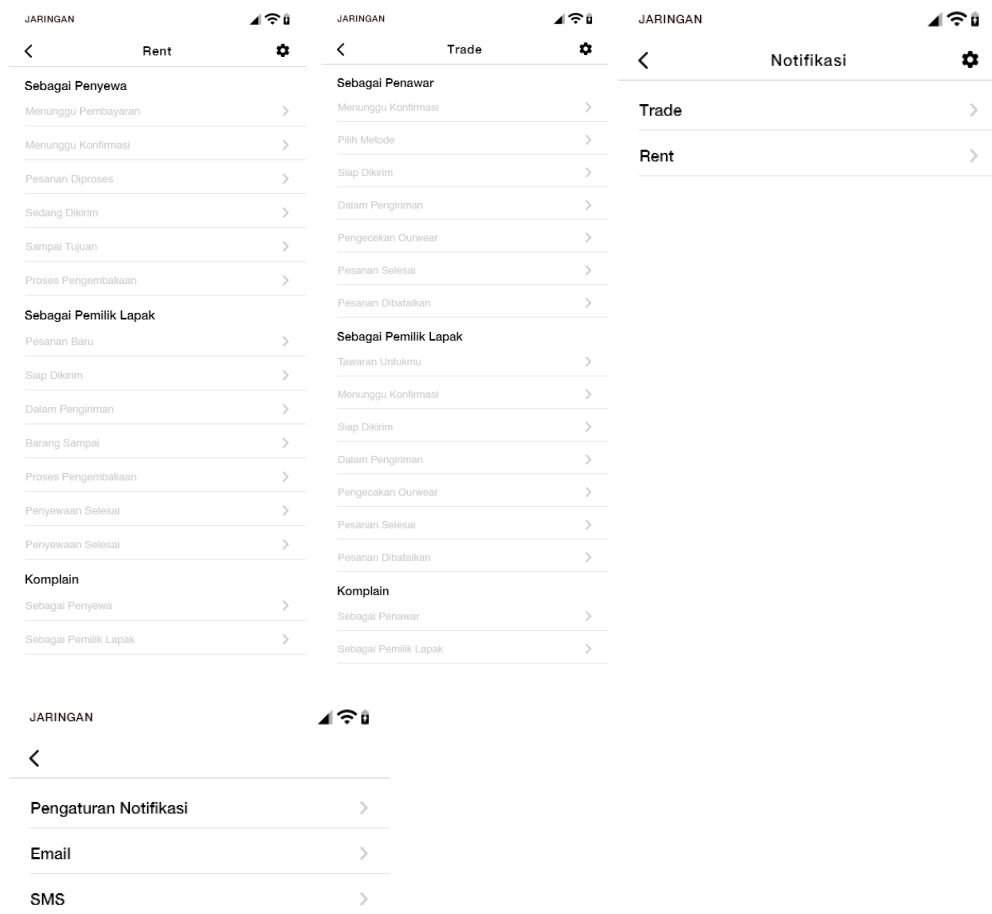 JARINGAN
Rent
Sebagai Penyewa
Menunggu Pembayaran
Menunggu Konfirmasi
Pesanan Diproses
Sedang Dikirim
Sampai Tujuan
Proses Pengembaliaan
Sebagai Pemilik Lapak
Pesanan Baru
Siap Dikirim
Dalam Pengiriman
Barang Sampai
Proses Pengembaliaan
Penyewaan Selesai
Penyewaan Selesai
Komplain
Sebagai Penyewa
Sebagai Pemilik Lapak
JARINGAN
Trade
Sebagai Penawar
Menunggu Konfirmasi
Pilih Metode
Siap Dikirim
Dalam Pengiriman
Pengecekan Ourwear
Pesanan Selesai
Pesanan Dibatalkan
Sebagai Pemilik Lapak
Tawaran Untukmu
Menunggu Konfirmasi
Siap Dikirim
Dalam Pengiriman
Pengecakan Ourwear
Pesanan Selesai
Pesanan Dibatalkan
Komplain
Sebagai Penawar
Sebagai Pemilik Lapak
JARINGAN
Notifikasi
Trade
Rent
JARINGAN
Pengaturan Notifikasi
Email
SMS